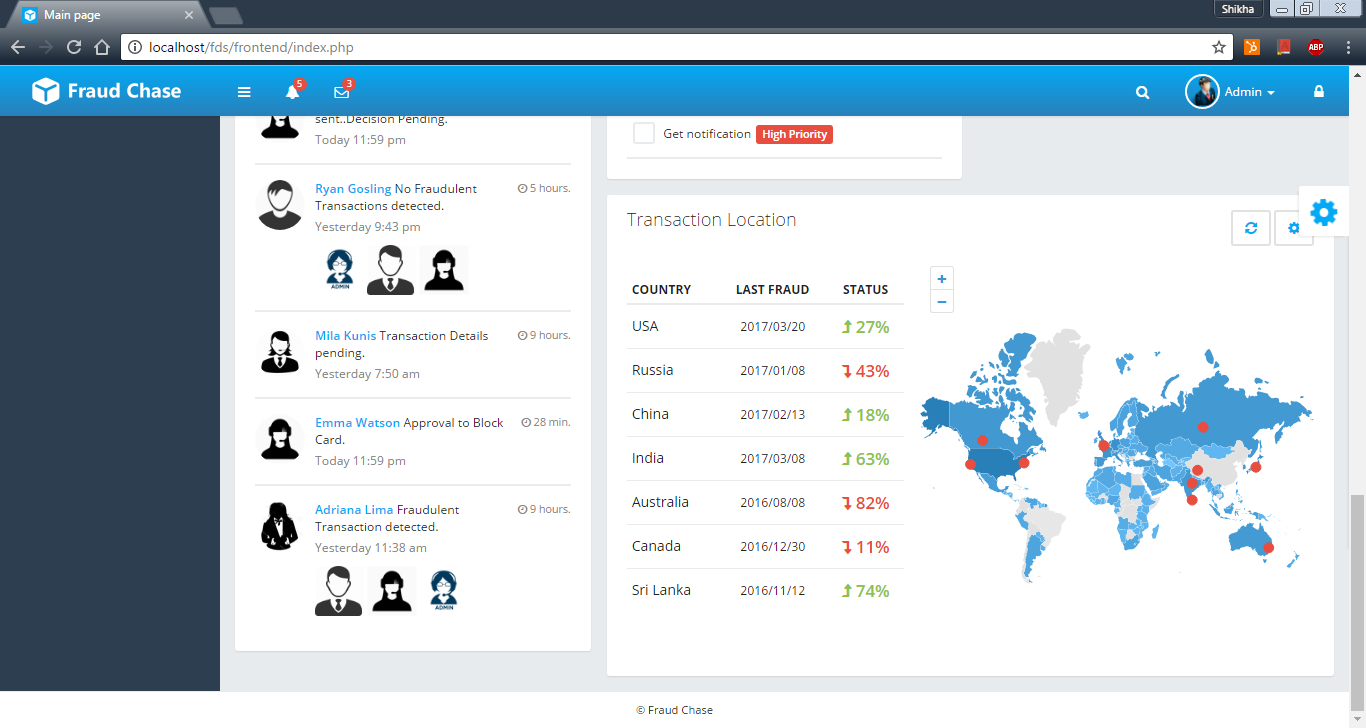 Main page
Shikha
localhost/fds/frontend/index.php
ABP
Fraud Chase
5
3
Admin
sent..Decision Pending.
Today 11:59 pm
Ryan Gosling No Fraudulent
5 hours.
Transactions detected.
Yesterday 9:43 pm
ADMIN
Mila Kunis Transaction Details
9 hours.
pending.
Yesterday 7:50 am
Emma Watson Approval to Block
28 min.
Card.
Today 11:59 pm
Adriana Lima Fraudulent
9 hours.
Transaction detected.
Yesterday 11:38 am
ADMIN
Get notification High Priority
Transaction Location
COUNTRY LAST FRAUD STATUS
USA 2017/03/20 27%
Russia 2017/01/08 43%
China 2017/02/13 18%
India 2017/03/08 63%
Australia 2016/08/08 82%
Canada 2016/12/30 11%
Sri Lanka 2016/11/12 74%
+
−
© Fraud Chase